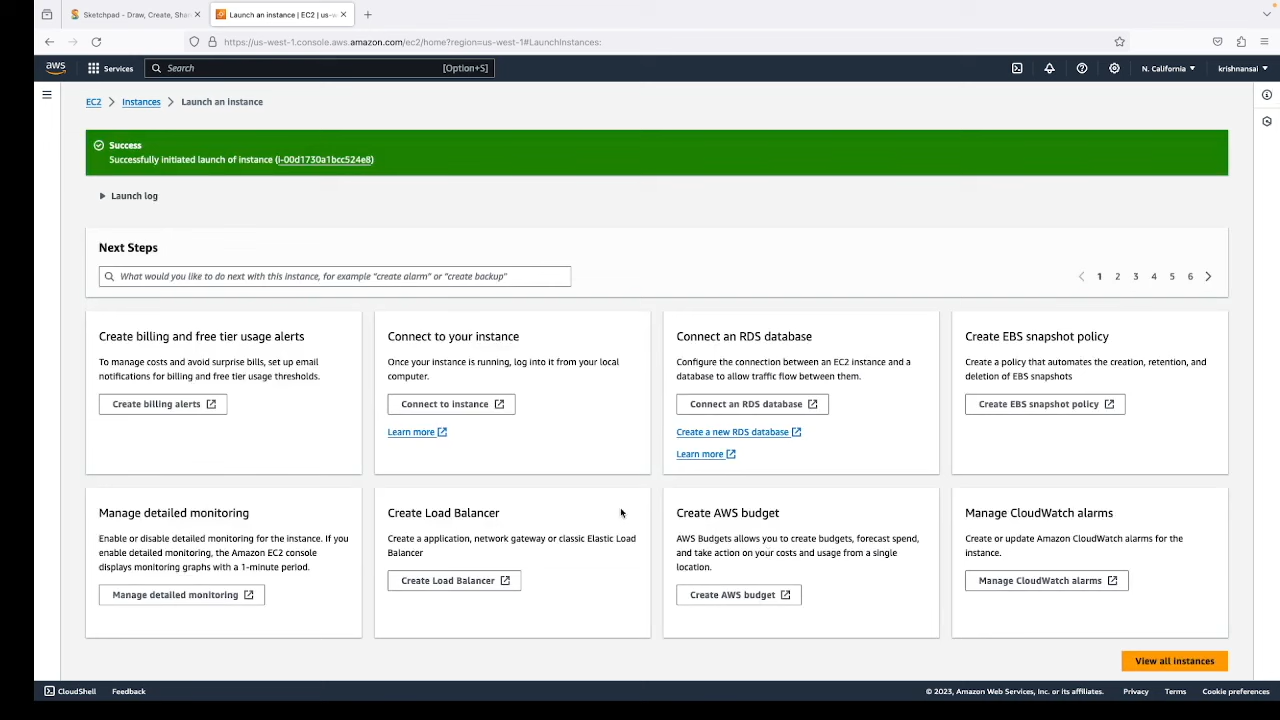 Sketchpad - Draw, Create, Shar
Launch an instance | EC2 | us-w
https://us-west-1.console.aws.amazon.com/ec2/home?region=us-west-1#LaunchInstances:
aws
Services
Search
[Option+S]
N. California
krishnansai
EC2
Instances
Launch an instance
Success
Successfully initiated launch of instance (i-00d1730a1bcc524e8)
Launch log
Next Steps
What would you like to do next with this instance, for example "create alarm" or "create backup"
1 2 3 4 5 6
Create billing and free tier usage alerts
To manage costs and avoid surprise bills, set up email
notifications for billing and free tier usage thresholds.
Create billing alerts
Connect to your instance
Once your instance is running, log into it from your local
computer.
Connect to instance
Learn more
Connect an RDS database
Configure the connection between an EC2 instance and a
database to allow traffic flow between them.
Connect an RDS database
Create a new RDS database
Learn more
Create EBS snapshot policy
Create a policy that automates the creation, retention, and
deletion of EBS snapshots
Create EBS snapshot policy
Manage detailed monitoring
Enable or disable detailed monitoring for the instance. If you
enable detailed monitoring, the Amazon EC2 console
displays monitoring graphs with a 1-minute period.
Manage detailed monitoring
Create Load Balancer
Create a application, network gateway or classic Elastic Load
Balancer
Create Load Balancer
Create AWS budget
AWS Budgets allows you to create budgets, forecast spend,
and take action on your costs and usage from a single
location.
Create AWS budget
Manage CloudWatch alarms
Create or update Amazon CloudWatch alarms for the
instance.
Manage CloudWatch alarms
View all instances
CloudShell
Feedback
© 2023, Amazon Web Services, Inc. or its affiliates.
Privacy
Terms
Cookie preferences